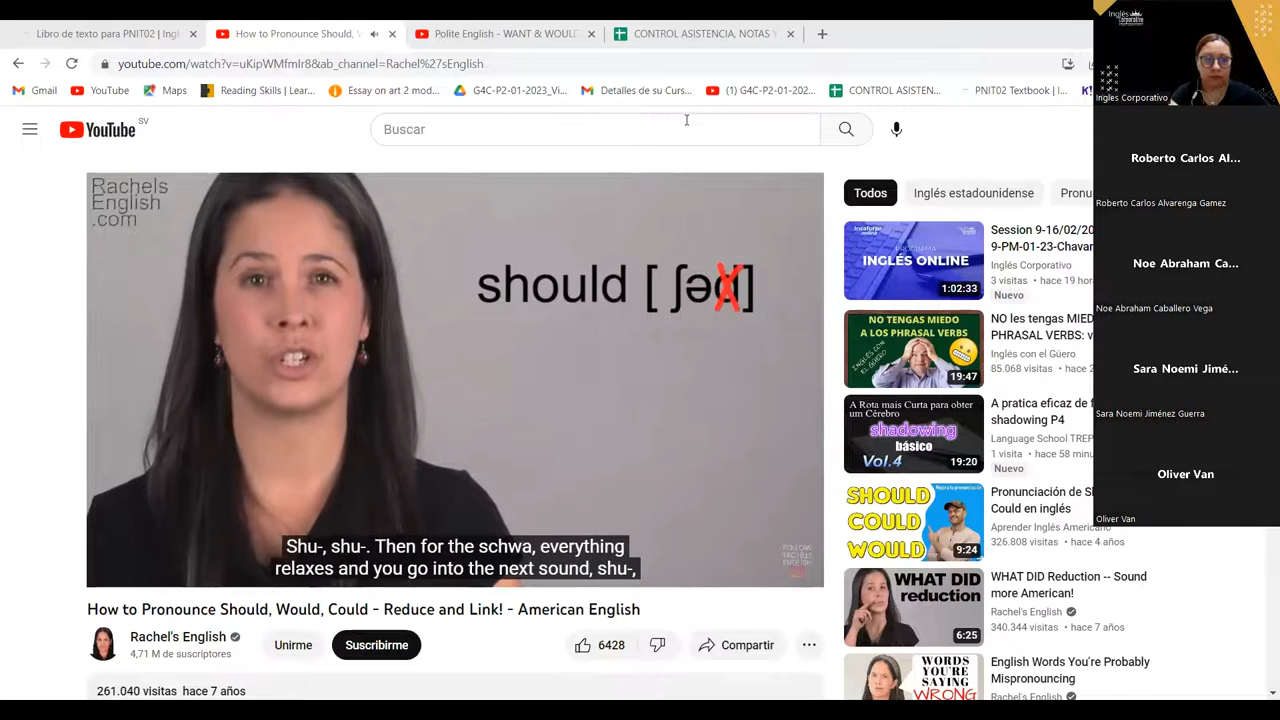 Libro de texto para PNIT02 | Ingl
How to Pronounce Should, W
Polite English - WANT & WOULD
CONTROL ASISTENCIA, NOTAS Y
youtube.com/watch?v=uKipWMfmIr8&ab_channel=Rachel%27sEnglish
Gmail
YouTube
Maps
Reading Skills | Lear...
Essay on art 2 mod...
G4C-P2-01-2023_Vi...
Detalles de su Curs...
(1) G4C-P2-01-202...
CONTROL ASISTEN...
PNIT02 Textbook | In...
YouTube SV
Buscar
Rachels
English
.com
should [ ʃəd]
Shu-, shu-. Then for the schwa, everything
relaxes and you go into the next sound, shu-,
How to Pronounce Should, Would, Could - Reduce and Link! - American English
Rachel's English
4,71 M de suscriptores
Unirme
Suscribirme
6428
Compartir
261.040 visitas hace 7 años
Todos
Inglés estadounidense
Pronu
PROGRAMA
INGLÉS ONLINE
1:02:33
Session 9-16/02/20
9-PM-01-23-Chavar
Inglés Corporativo
3 visitas • hace 19 hor
Nuevo
NO TENGAS MIEDO
A LOS PHRASAL VERBS:
INGLÉS CON EL GÜERO
19:47
NO les tengas MIED
PHRASAL VERBS: v
Inglés con el Güero
85.068 visitas • hace 2
A Rota mais Curta para obter
um Cérebro
shadowing
básico
Vol.4
19:20
A pratica eficaz de f
shadowing P4
Language School TREP
1 visita • hace 58 minu
Nuevo
SHOULD
COULD
WOULD
9:24
Pronunciación de Sh
Could en inglés
Aprender Inglés Americano
326.808 visitas • hace 4 años
WHAT DID
reduction
6:25
WHAT DID Reduction -- Sound
more American!
Rachel's English
340.344 visitas • hace 7 años
WORDS
YOU'RE
SAYING
WRONG
English Words You're Probably
Mispronouncing
Rachel's English
Inglés
Corporativo
Ingles Corporativo
Roberto Carlos Al...
Roberto Carlos Alvarenga Gamez
Noe Abraham Ca...
Noe Abraham Caballero Vega
Sara Noemi Jimé...
Sara Noemi Jiménez Guerra
Oliver Van
Oliver Van